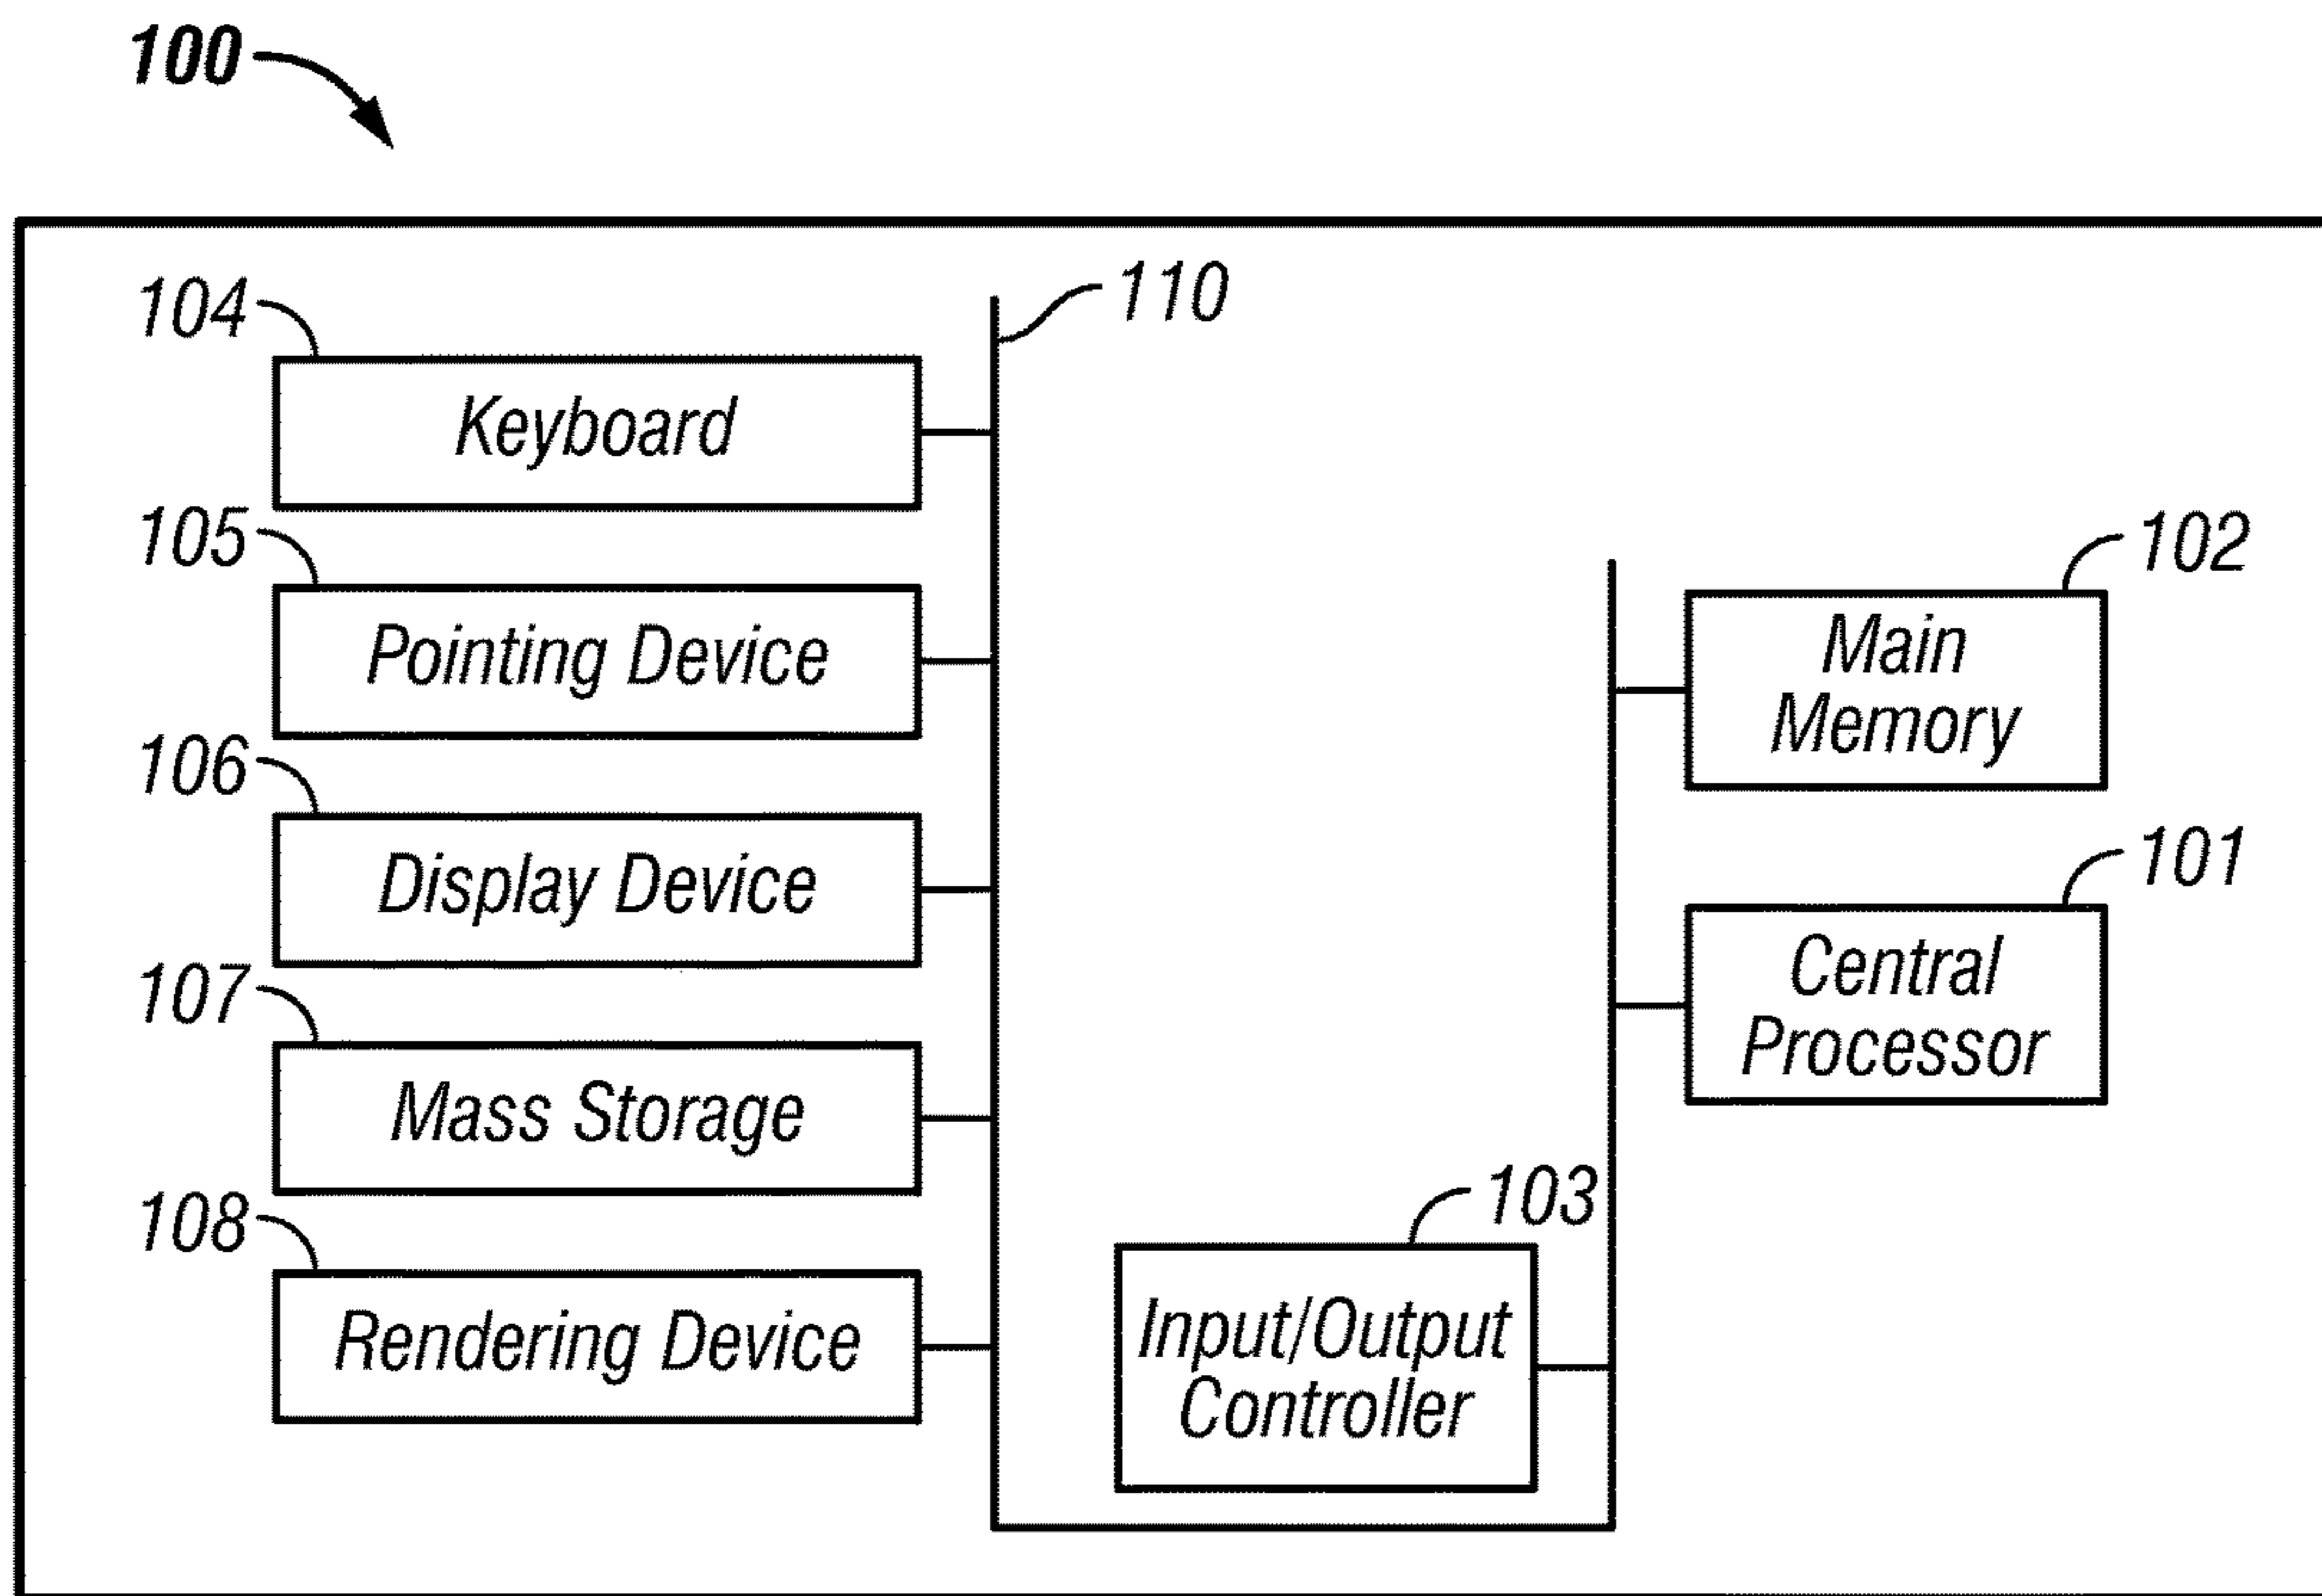 100
104
110
Keyboard
105
102
Pointing Device
Main
Memory
106
101
Display Device
Central
Processor
107
Mass Storage
103
108
Input/Output
Controller
Rendering Device